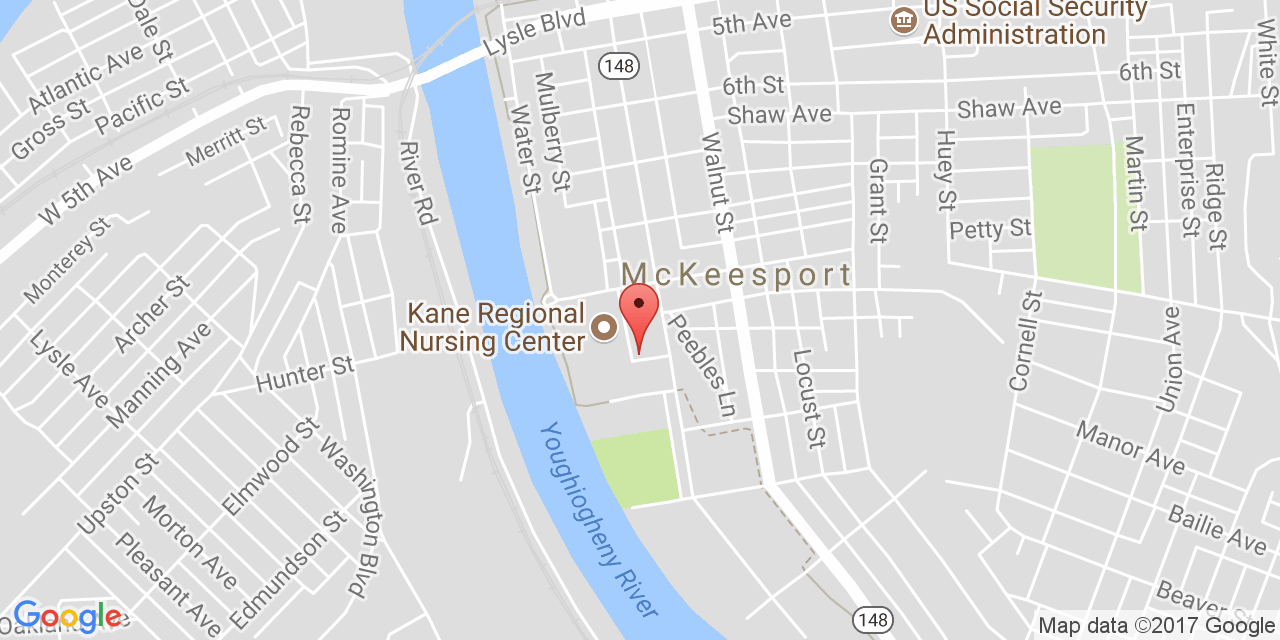 US Social Security
Administration
Lysle Blvd
5th Ave
Dale St
Atlantic Ave
148
6th St
6th St
White St
Gross St
Pacific St
Mulberry St
Water St
Shaw Ave
Shaw Ave
Merritt St
Rebecca St
Romine Ave
River Rd
Walnut St
Grant St
Huey St
Martin St
Enterprise St
Ridge St
W 5th Ave
Petty St
Monterey St
McKeesport
Archer St
Kane Regional
Nursing Center
Peebles Ln
Lysle Ave
Manning Ave
Hunter St
Locust St
Cornell St
Union Ave
Manor Ave
Elmwood St
Washington Blvd
Upston St
Morton Ave
Youghiogheny River
Bailie Ave
Pleasant Ave
Edmundson St
Beaver St
148
Google
Map data ©2017 Google